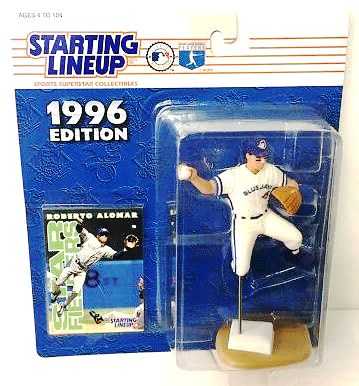 AGES 4 TO 104
STARTING
LINEUP
SPORTS SUPERSTAR COLLECTIBLES
1996
EDITION
ROBERTO ALOMAR
STARTING
LINEUP
BLUE JAYS